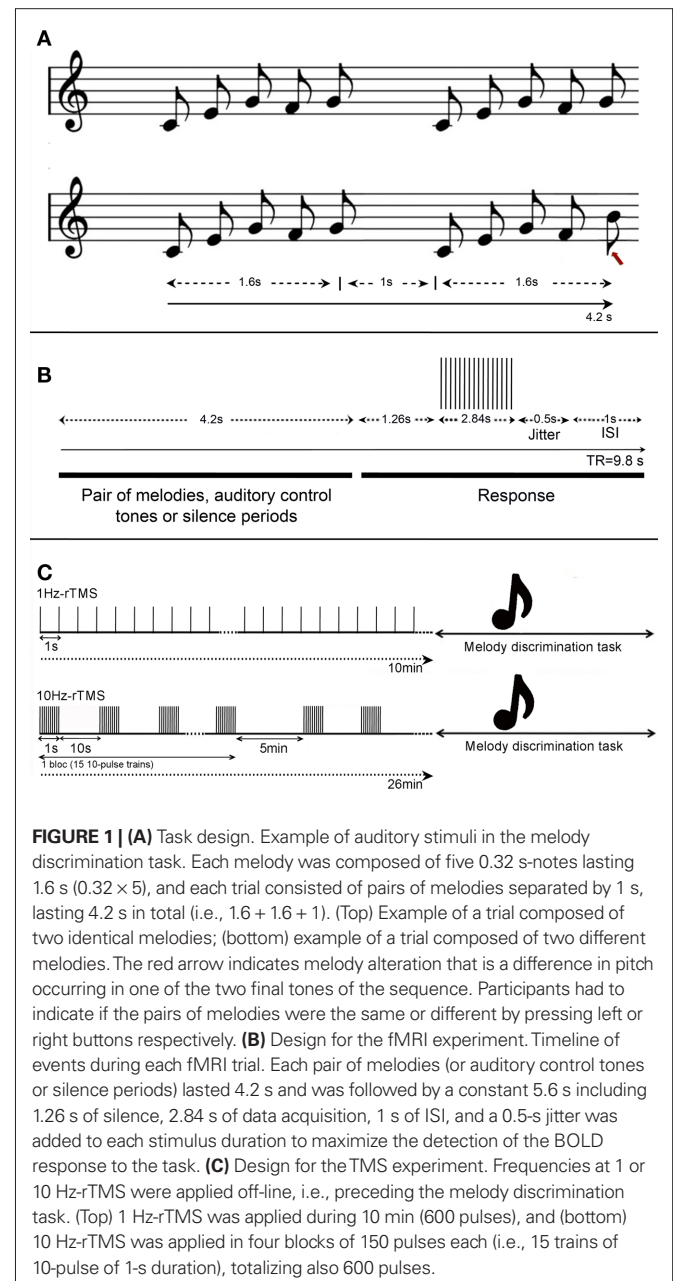 A
1.6s
1s
1.6s
4.2 s
B
4.2s
1.26s
2.84s
0.5s
1s
Jitter
ISI
TR=9.8 s
Pair of melodies, auditory control
tones or silence periods
Response
C
1Hz-rTMS
1s
Melody discrimination task
10min
10Hz-rTMS
1s
10s
5min
Melody discrimination task
1 bloc (15 10-pulse trains)
26min
FIGURE 1 | (A) Task design. Example of auditory stimuli in the melody
discrimination task. Each melody was composed of five 0.32 s-notes lasting
1.6 s (0.32 × 5), and each trial consisted of pairs of melodies separated by 1 s,
lasting 4.2 s in total (i.e., 1.6 + 1.6 + 1). (Top) Example of a trial composed of
two identical melodies; (bottom) example of a trial composed of two different
melodies. The red arrow indicates melody alteration that is a difference in pitch
occurring in one of the two final tones of the sequence. Participants had to
indicate if the pairs of melodies were the same or different by pressing left or
right buttons respectively. (B) Design for the fMRI experiment. Timeline of
events during each fMRI trial. Each pair of melodies (or auditory control tones
or silence periods) lasted 4.2 s and was followed by a constant 5.6 s including
1.26 s of silence, 2.84 s of data acquisition, 1 s of ISI, and a 0.5-s jitter was
added to each stimulus duration to maximize the detection of the BOLD
response to the task. (C) Design for the TMS experiment. Frequencies at 1 or
10 Hz-rTMS were applied off-line, i.e., preceding the melody discrimination
task. (Top) 1 Hz-rTMS was applied during 10 min (600 pulses), and (bottom)
10 Hz-rTMS was applied in four blocks of 150 pulses each (i.e., 15 trains of
10-pulse of 1-s duration), totalizing also 600 pulses.